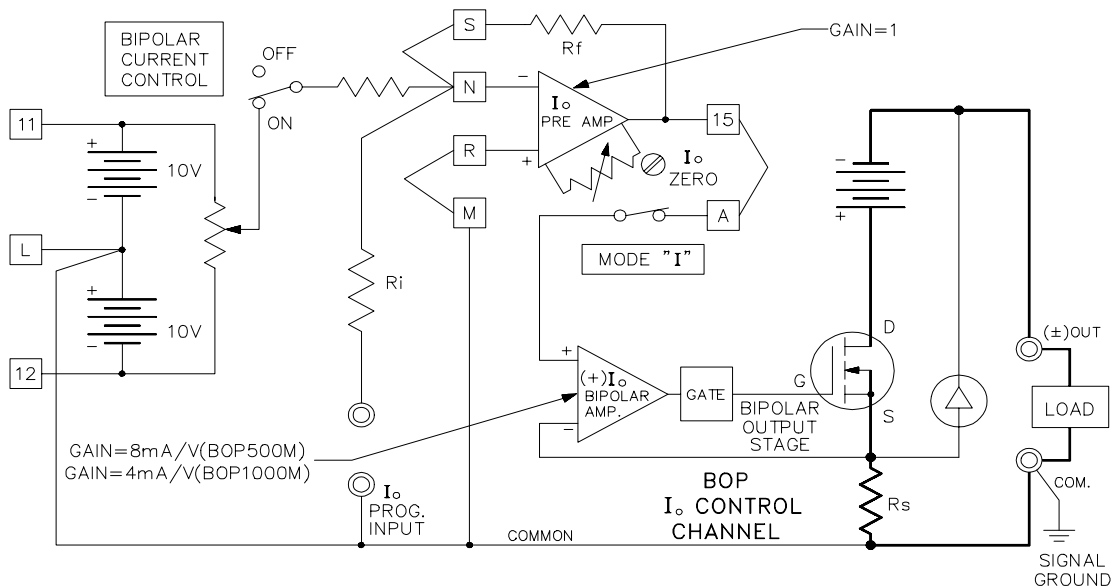 BIPOLAR
CURRENT
CONTROL
OFF
ON
11
+
10V
-
L
+
10V
-
12
S
Rf
GAIN=1
N
-
Io
PRE AMP
R
+
15
Io
ZERO
M
A
MODE "I"
Ri
-
+
+
(+)Io
BIPOLAR
AMP.
-
GATE
G
D
S
BIPOLAR
OUTPUT
STAGE
(±)OUT
LOAD
COM.
GAIN=8mA/V(BOP500M)
GAIN=4mA/V(BOP1000M)
Io
PROG.
INPUT
BOP
Io CONTROL
CHANNEL
Rs
COMMON
SIGNAL
GROUND